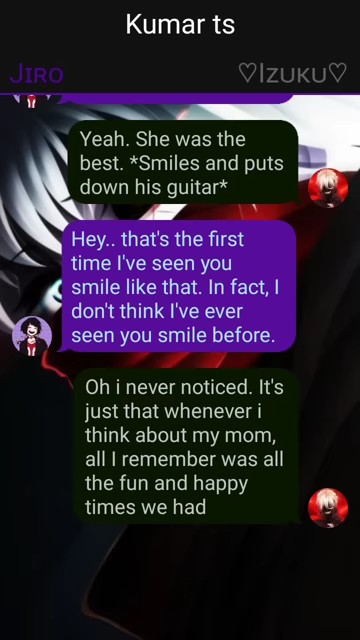 Kumar ts
Jiro
♡Izuku♡
Yeah. She was the
best. *Smiles and puts
down his guitar*
Hey.. that's the first
time I've seen you
smile like that. In fact, I
don't think I've ever
seen you smile before.
Oh i never noticed. It's
just that whenever i
think about my mom,
all I remember was all
the fun and happy
times we had